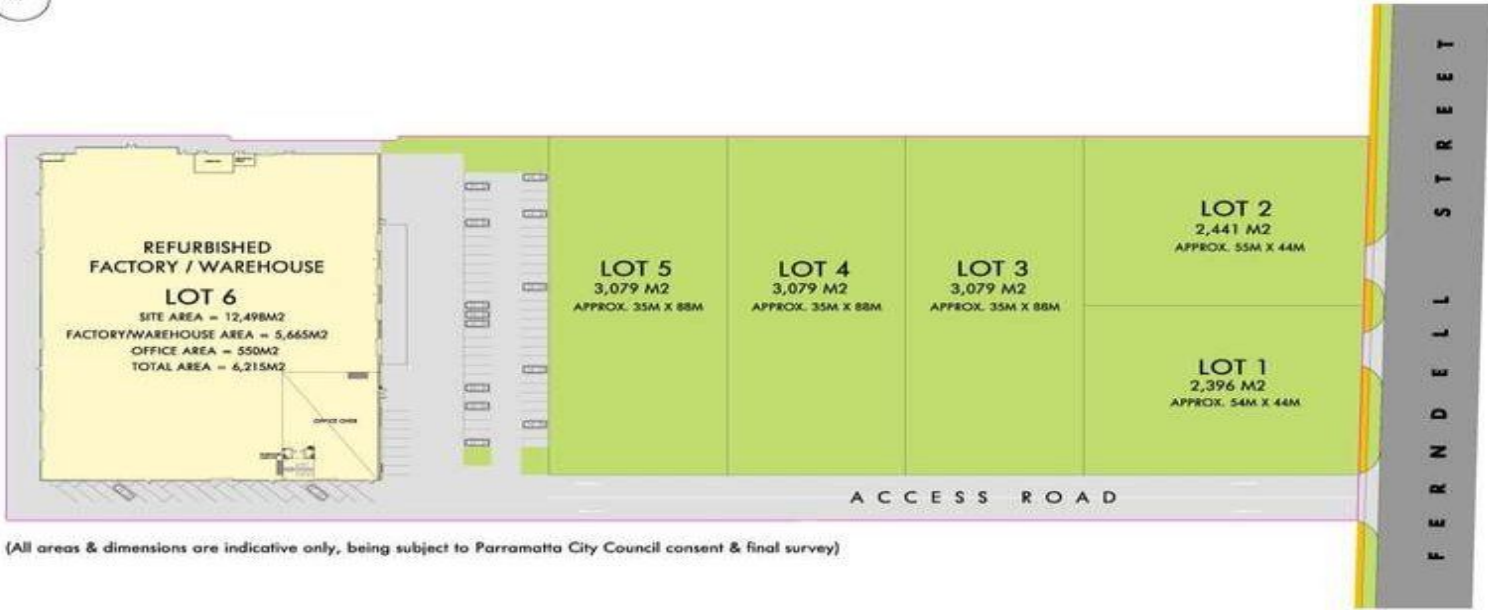 REFURBISHED
FACTORY / WAREHOUSE
LOT 6
SITE AREA = 12,498M2
FACTORY/WAREHOUSE AREA = 5,665M2
OFFICE AREA = 550M2
TOTAL AREA = 6,215M2
OFFICE OVER
LOT 5
3,079 M2
APPROX. 35M X 88M
LOT 4
3,079 M2
APPROX. 35M X 88M
LOT 3
3,079 M2
APPROX. 35M X 88M
LOT 2
2,441 M2
APPROX. 55M X 44M
LOT 1
2,396 M2
APPROX. 54M X 44M
ACCESS ROAD
FERNDELL STREET
(All areas & dimensions are indicative only, being subject to Parramatta City Council consent & final survey)